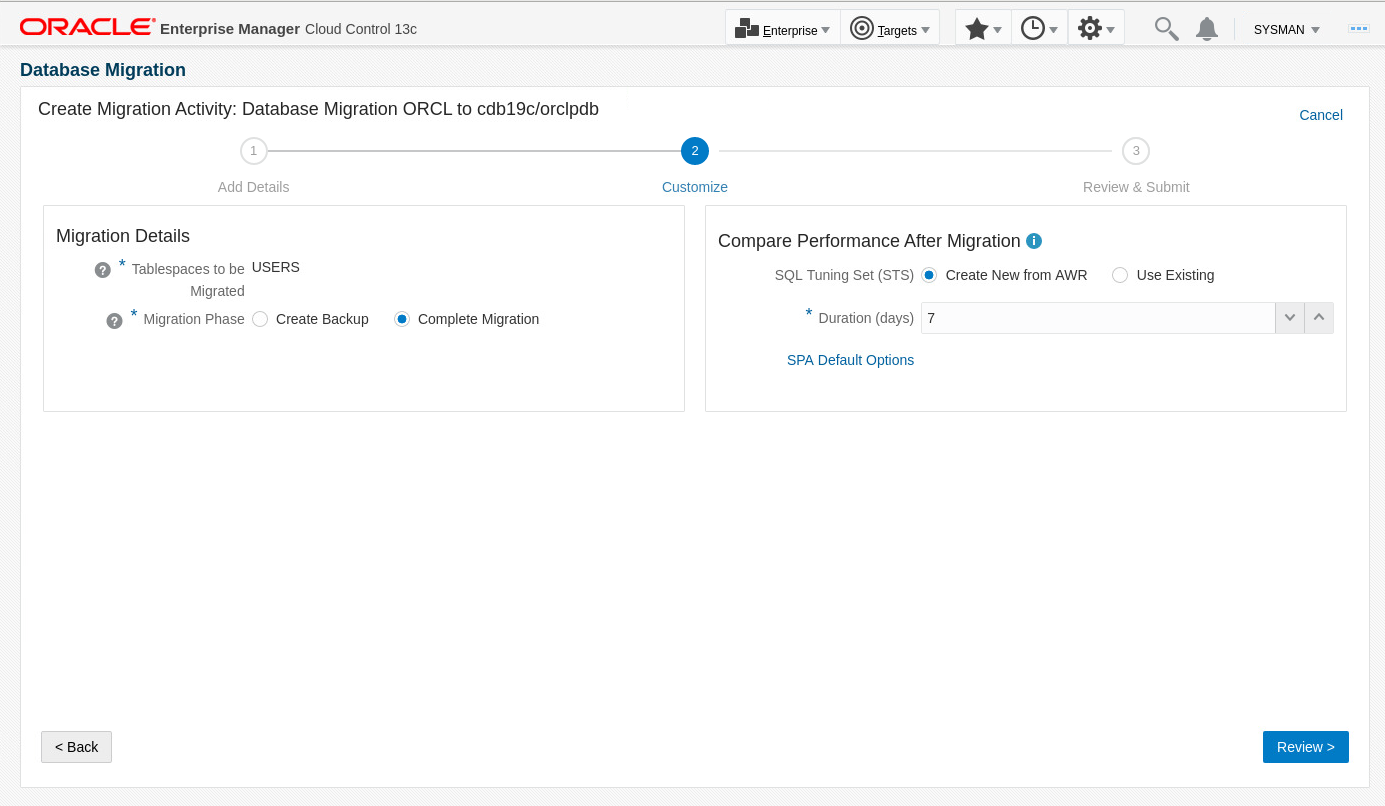 ORACLE Enterprise Manager Cloud Control 13c Enterprise Targets SYSMAN
Database Migration
Create Migration Activity: Database Migration ORCL to cdb19c/orclpdb
Cancel
1 2 3
Add Details Customize Review & Submit
Migration Details
? * Tablespaces to be USERS
Migrated
? * Migration Phase Create Backup Complete Migration
Compare Performance After Migration i
SQL Tuning Set (STS) Create New from AWR Use Existing
* Duration (days) 7
SPA Default Options
< Back Review >